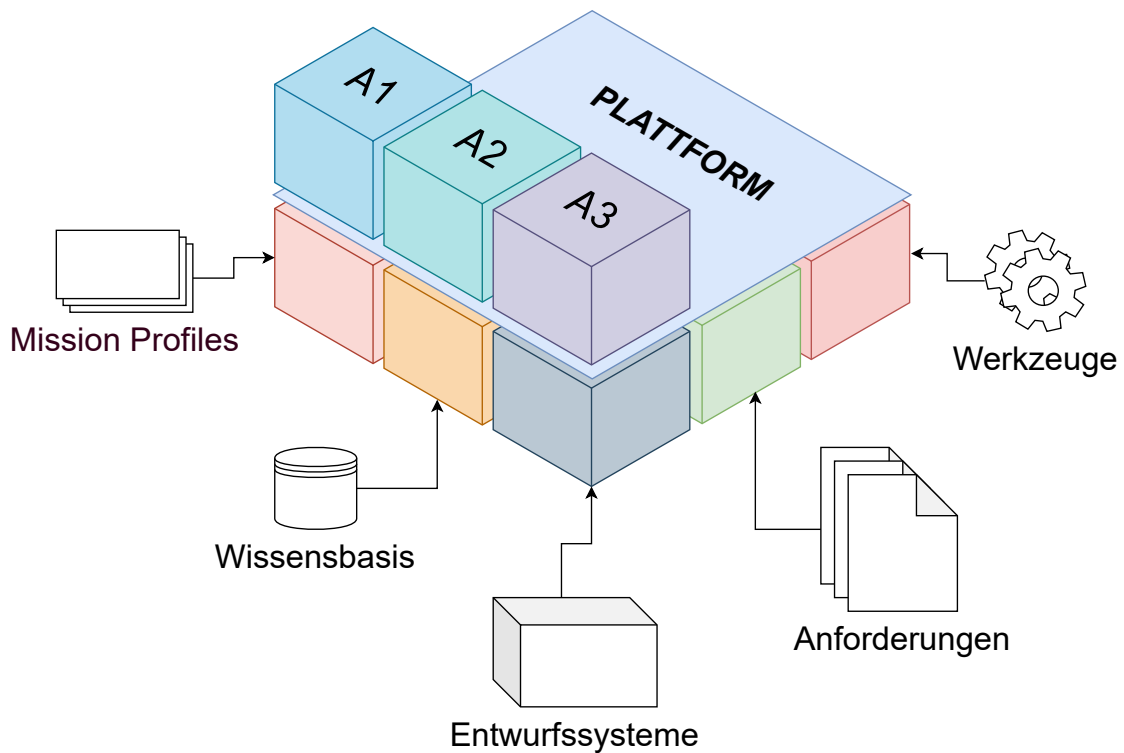 A1
A2
A3
PLATTFORM
Mission Profiles
Werkzeuge
Wissensbasis
Anforderungen
Entwurfssysteme